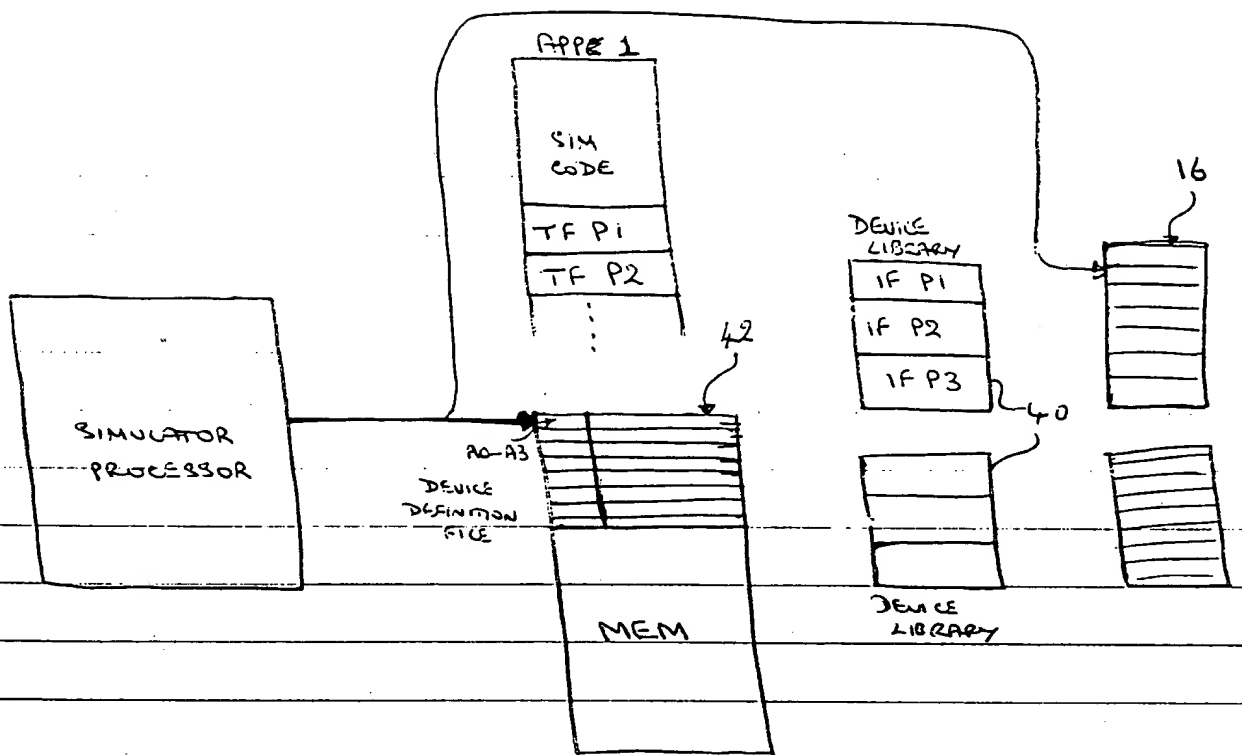 APPE 1
SIM
CODE
TF P1
TF P2
16
DEVICE
LIBRARY
IF P1
IF P2
IF P3
42
40
SIMULATOR
PROCESSOR
A0-A3
DEVICE
DEFINITION
FILE
MEM
DEVICE
LIBRARY